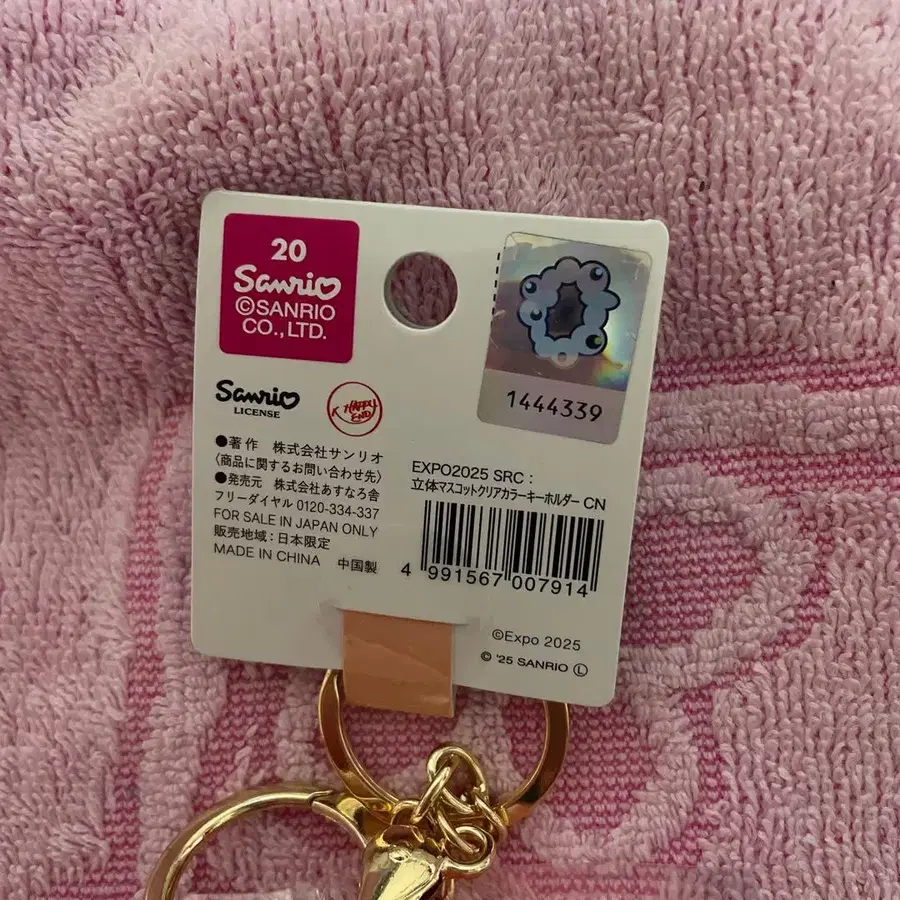 20
Sanrio
©SANRIO
CO., LTD.
1444339
Sanrio
LICENSE
HAPPY
END
●著作 株式会社サンリオ
〈商品に関するお問い合わせ先〉
●発売元 株式会社あすなろ舎
フリーダイヤル 0120-334-337
FOR SALE IN JAPAN ONLY
販売地域:日本限定
MADE IN CHINA 中国製
EXPO2025 SRC:
立体マスコットクリアカラーキーホルダー CN
4 991567 007914
©Expo 2025
© '25 SANRIO Ⓛ